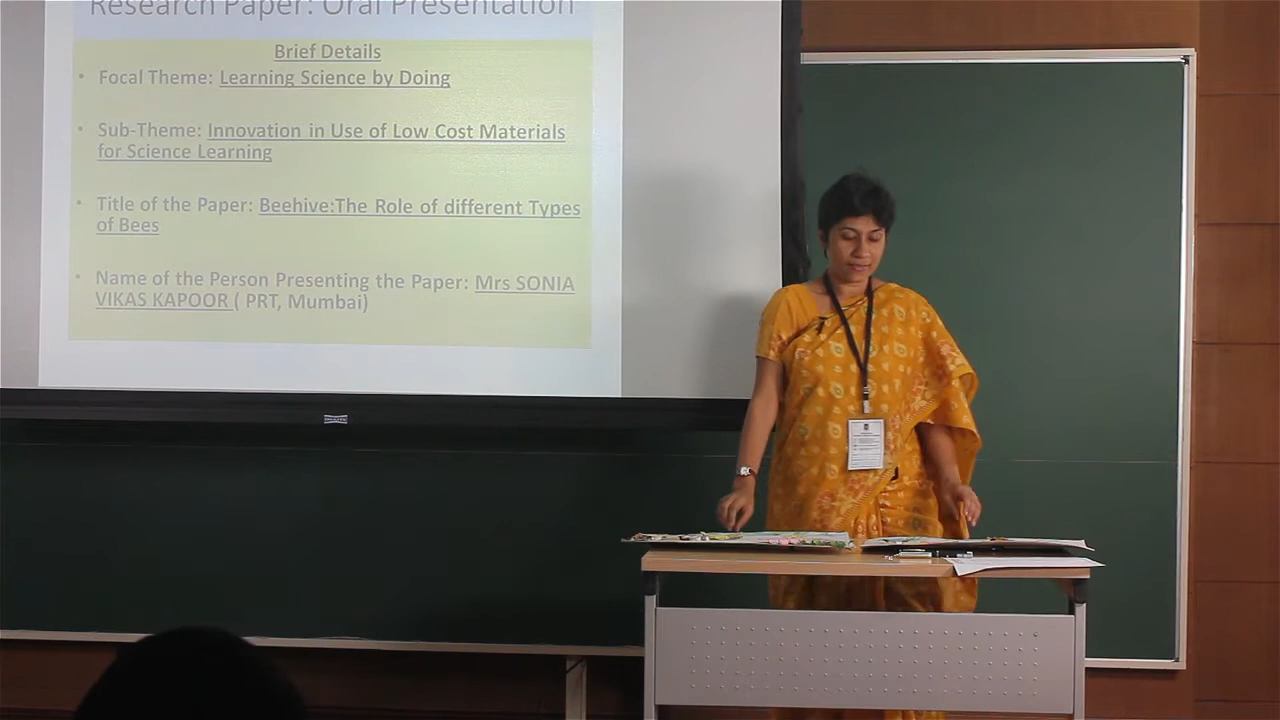 Research Paper: Oral Presentation
Brief Details
• Focal Theme: Learning Science by Doing
• Sub-Theme: Innovation in Use of Low Cost Materials
for Science Learning
• Title of the Paper: Beehive:The Role of different Types
of Bees
• Name of the Person Presenting the Paper: Mrs SONIA
VIKAS KAPOOR ( PRT, Mumbai)